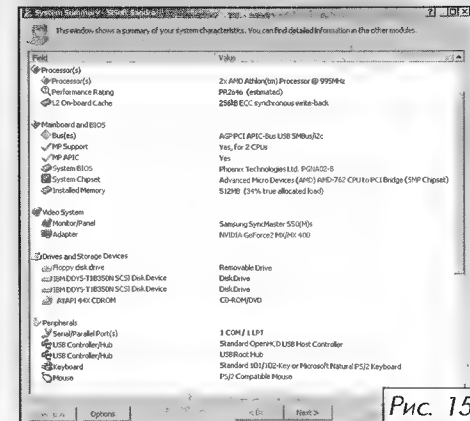 System Summary - SiSoft Sandra
This window shows a summary of your system characteristics. You can find detailed information in the other modules.
Field Value
Processor(s)
Processor(s) 2x AMD Athlon(tm) Processor @ 995MHz
Performance Rating PR2646 (estimated)
L2 On-board Cache 256kB ECC synchronous write-back
Mainboard and BIOS
Bus(es) AGP PCI APIC-Bus USB SMBus/i2c
MP Support Yes, for 2 CPUs
MP APIC Yes
System BIOS Phoenix Technologies Ltd. PGNA02-6
System Chipset Advanced Micro Devices (AMD) AMD-762 CPU to PCI Bridge (SMP Chipset)
Installed Memory 512MB (34% true allocated load)
Video System
Monitor/Panel Samsung SyncMaster 550(M)s
Adapter NVIDIA GeForce2 MX/MX 400
Drives and Storage Devices
Floppy disk drive Removable Drive
IBM DDYS-T18350N SCSI Disk Device Disk Drive
IBM DDYS-T18350N SCSI Disk Device Disk Drive
ATAPI 44X CDROM CD-ROM/DVD
Peripherals
Serial/Parallel Port(s) 1 COM / 1 LPT
USB Controller/Hub Standard OpenHCD USB Host Controller
USB Controller/Hub USB Root Hub
Keyboard Standard 101/102-Key or Microsoft Natural PS/2 Keyboard
Mouse PS/2 Compatible Mouse
Options Next >
Рис. 15